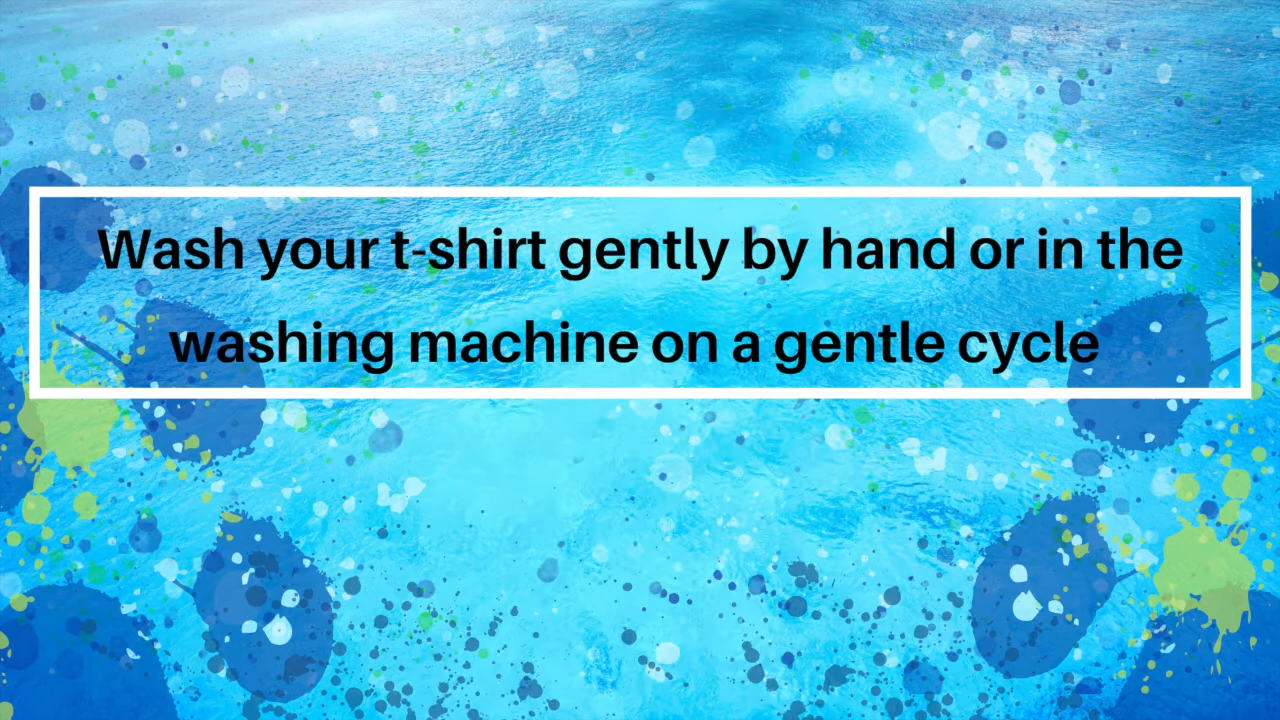 Wash your t-shirt gently by hand or in the
washing machine on a gentle cycle